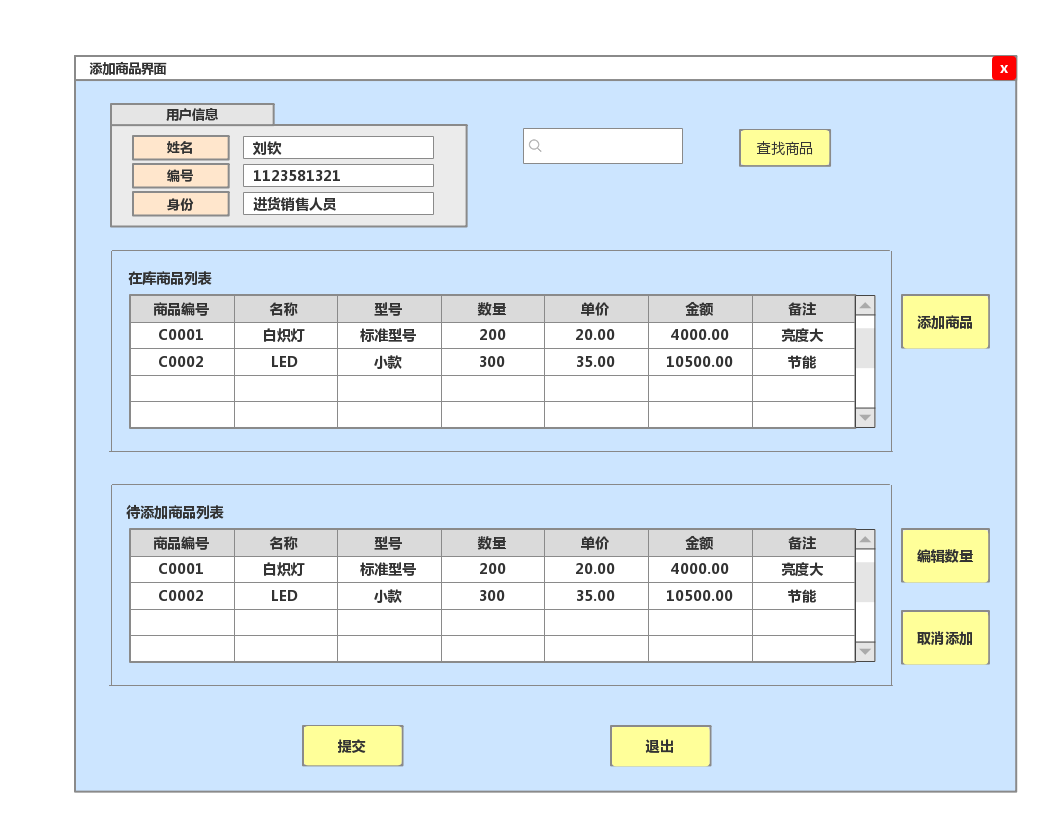 添加商品界面 x
用户信息
姓名 刘钦
编号 1123581321
身份 进货销售人员
查找商品
在库商品列表
商品编号 名称 型号 数量 单价 金额 备注
C0001 白炽灯 标准型号 200 20.00 4000.00 亮度大
C0002 LED 小款 300 35.00 10500.00 节能
添加商品
待添加商品列表
商品编号 名称 型号 数量 单价 金额 备注
C0001 白炽灯 标准型号 200 20.00 4000.00 亮度大
C0002 LED 小款 300 35.00 10500.00 节能
编辑数量
取消添加
提交 退出